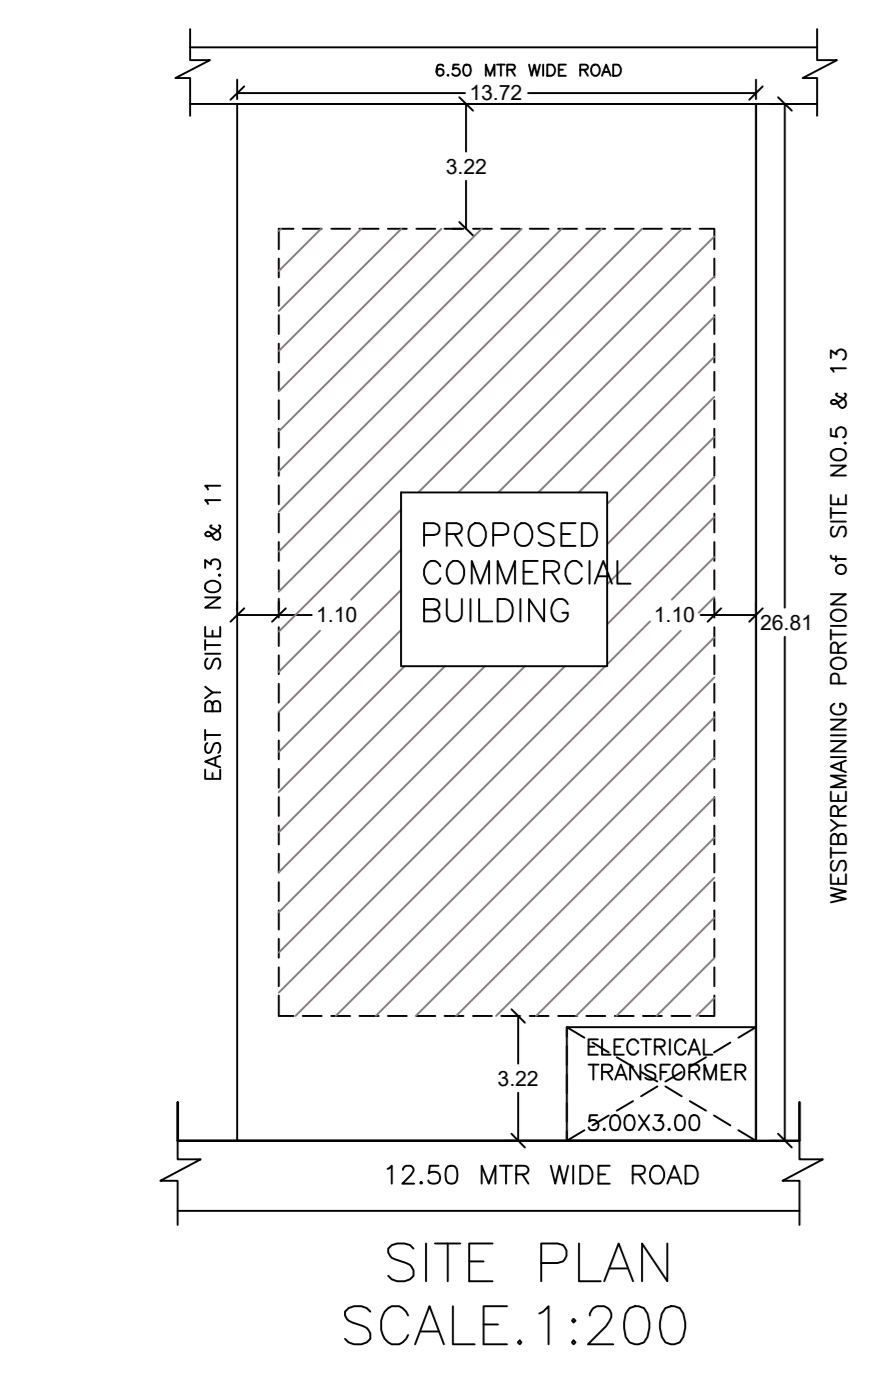 6.50 MTR WIDE ROAD
13.72
3.22
EAST BY SITE NO.3 & 11
PROPOSED
COMMERCIAL
BUILDING
1.10
1.10
26.81
WESTBYREMAINING PORTION of SITE NO.5 & 13
3.22
ELECTRICAL
TRANSFORMER
5.00X3.00
12.50 MTR WIDE ROAD
SITE PLAN
SCALE.1:200